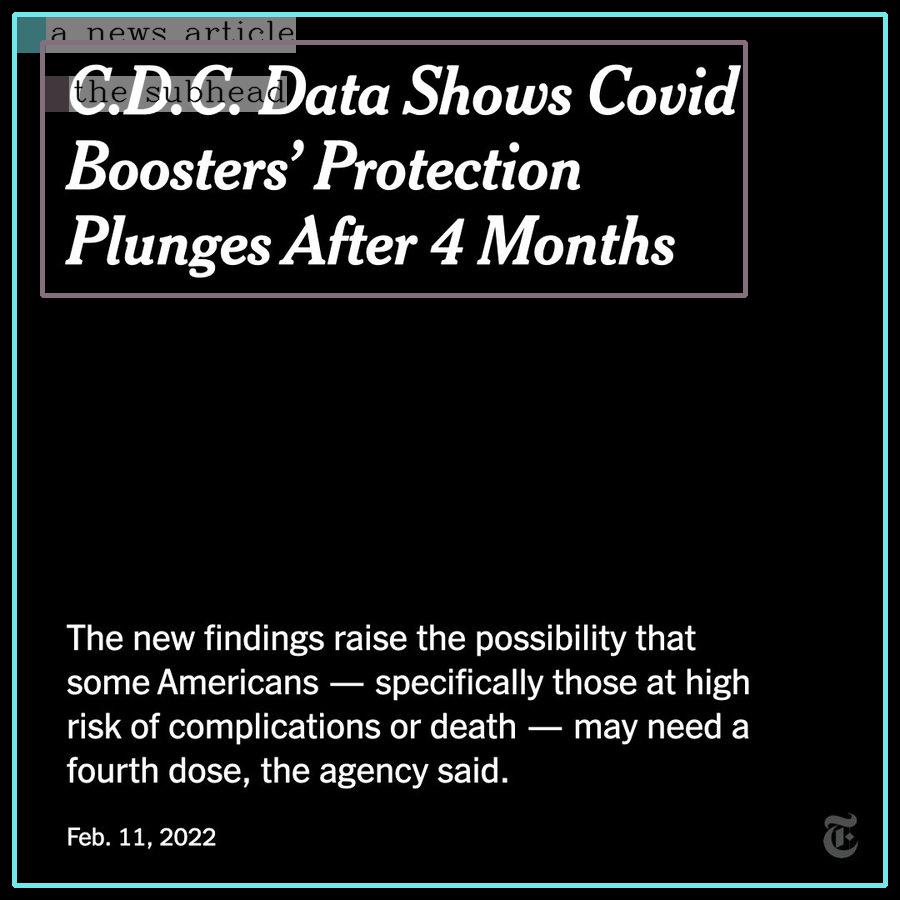 a news article
the subhead
C.D.C. Data Shows Covid
Boosters’ Protection
Plunges After 4 Months
The new findings raise the possibility that
some Americans — specifically those at high
risk of complications or death — may need a
fourth dose, the agency said.
Feb. 11, 2022
T